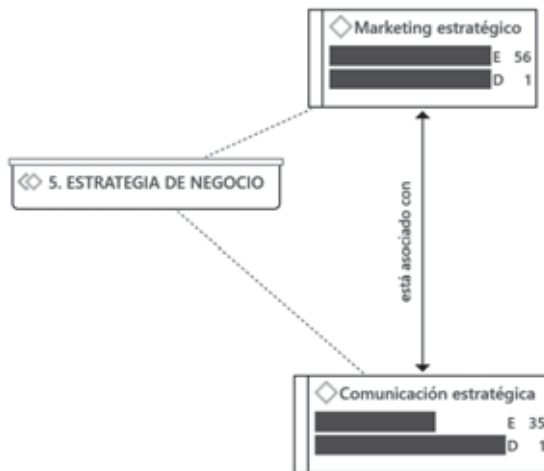 Marketing estratégico
E 56
D 1
5. ESTRATEGIA DE NEGOCIO
está asociado con
Comunicación estratégica
E 35
D 1